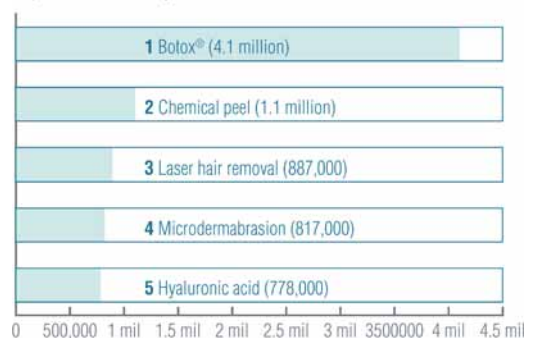 1 Botox® (4.1 million)
2 Chemical peel (1.1 million)
3 Laser hair removal (887,000)
4 Microdermabrasion (817,000)
5 Hyaluronic acid (778,000)
0 500,000 1 mil 1.5 mil 2 mil 2.5 mil 3 mil 3500000 4 mil 4.5 mil